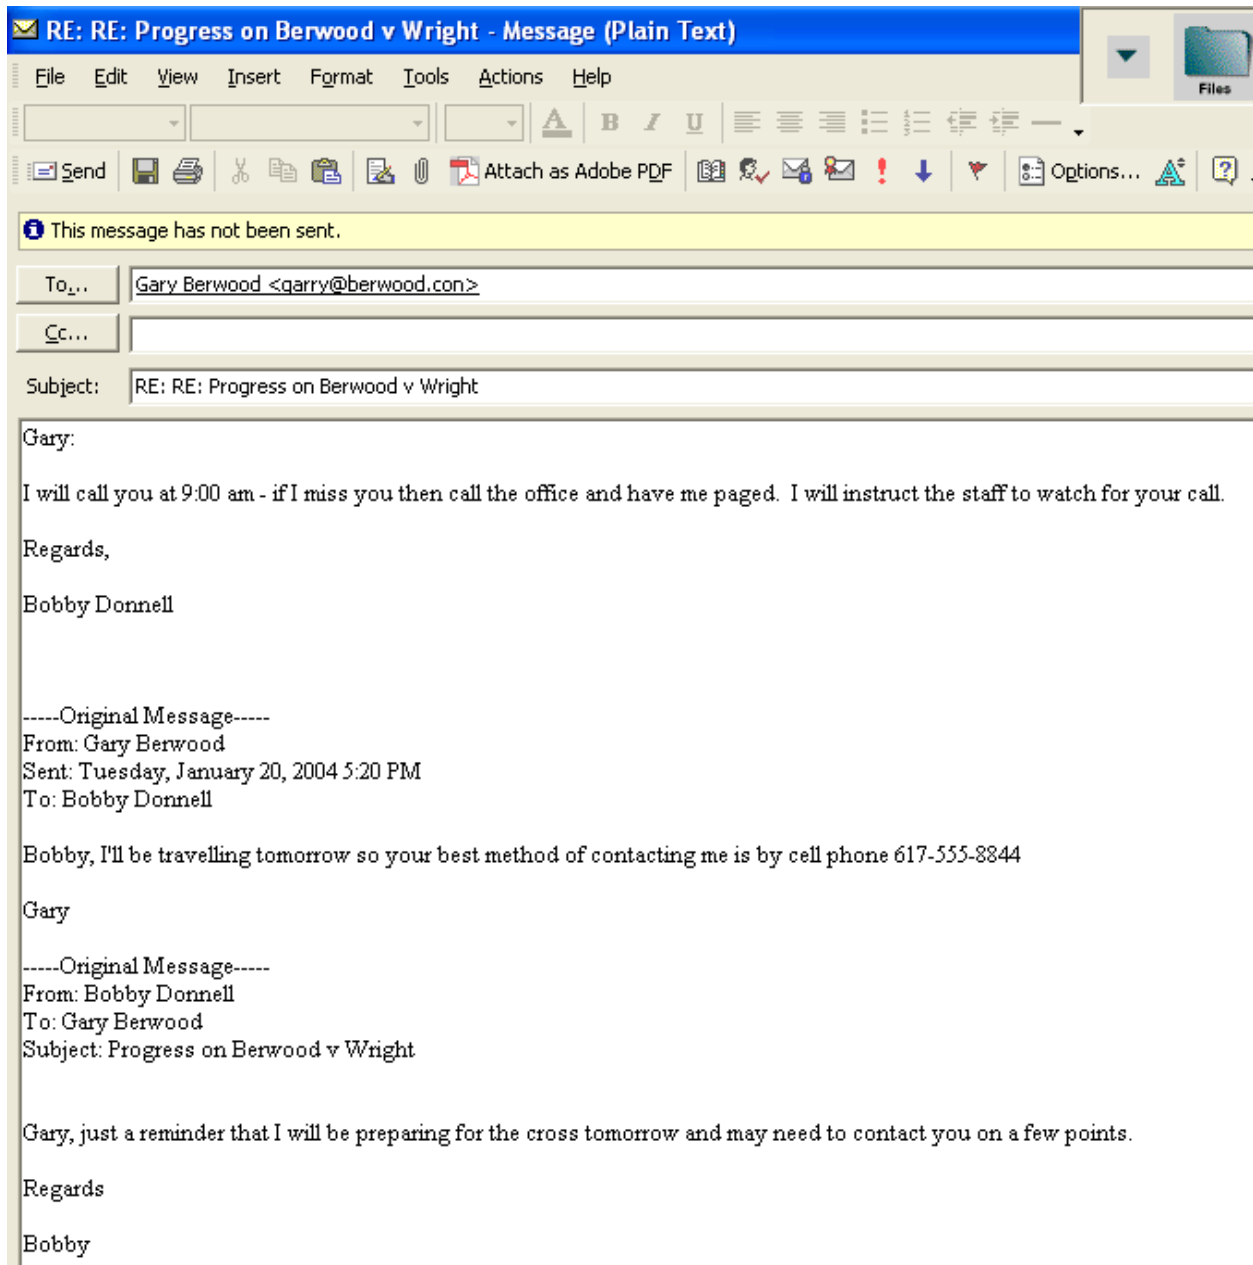 RE: RE: Progress on Berwood v Wright - Message (Plain Text)
Files
File Edit View Insert Format Tools Actions Help
A B I U
Send Attach as Adobe PDF Options...
This message has not been sent.
To... Gary Berwood <garry@berwood.con>
Cc...
Subject: RE: RE: Progress on Berwood v Wright
Gary:
I will call you at 9:00 am - if I miss you then call the office and have me paged. I will instruct the staff to watch for your call.
Regards,
Bobby Donnell
-----Original Message-----
From: Gary Berwood
Sent: Tuesday, January 20, 2004 5:20 PM
To: Bobby Donnell
Bobby, I'll be travelling tomorrow so your best method of contacting me is by cell phone 617-555-8844
Gary
-----Original Message-----
From: Bobby Donnell
To: Gary Berwood
Subject: Progress on Berwood v Wright
Gary, just a reminder that I will be preparing for the cross tomorrow and may need to contact you on a few points.
Regards
Bobby